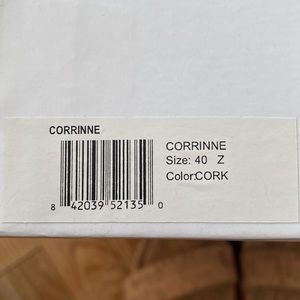 CORRINNE
CORRINNE
Size: 40 Z
Color:CORK
8 42039 52135 0